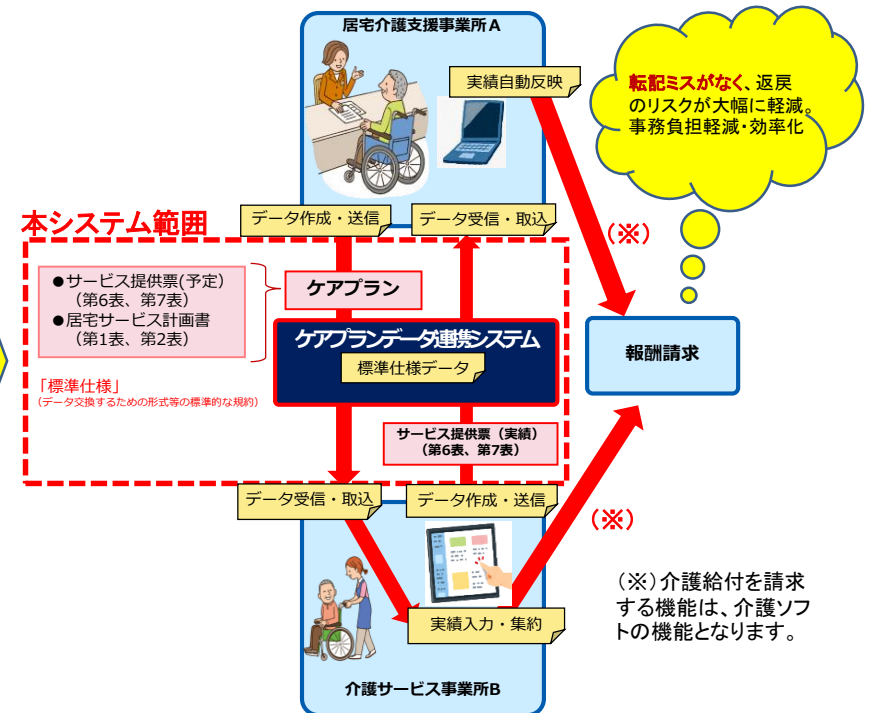 居宅介護支援事業所A
実績自動反映
転記ミスがなく、返戻
のリスクが大幅に軽減。
事務負担軽減・効率化
本システム範囲
データ作成・送信
データ受信・取込
(※)
●サービス提供票(予定)
(第6表、第7表)
●居宅サービス計画書
(第1表、第2表)
ケアプラン
ケアプランデータ連携システム
標準仕様データ
報酬請求
「標準仕様」
(データ交換するための形式等の標準的な規約)
サービス提供票(実績)
(第6表、第7表)
データ受信・取込
データ作成・送信
(※)
実績入力・集約
(※)介護給付を請求
する機能は、介護ソフ
トの機能となります。
介護サービス事業所B